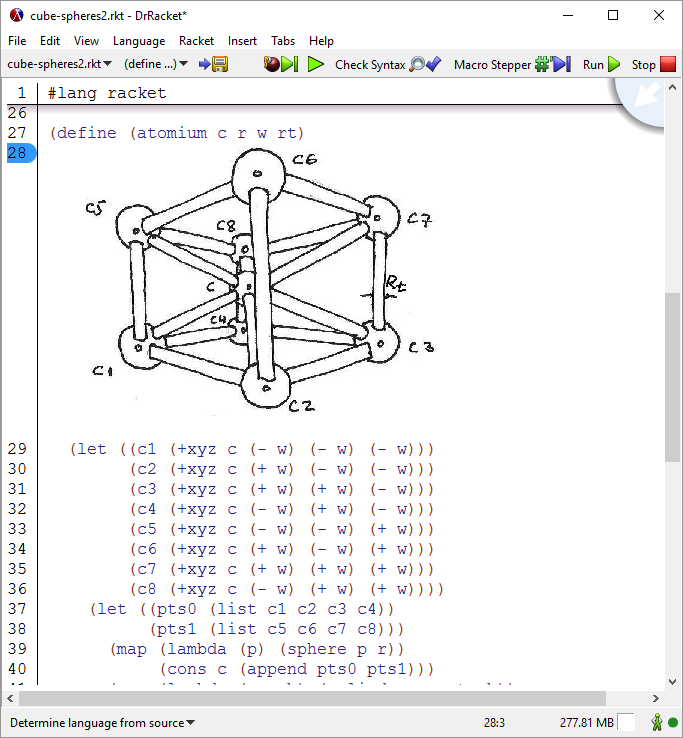 cube-spheres2.rkt - DrRacket*
File Edit View Language Racket Insert Tabs Help
cube-spheres2.rkt (define ...) Check Syntax Macro Stepper Run Stop
1 #lang racket
26
27 (define (atomium c r w rt)
28
C6
C5
C7
C8
C
Rt
C4
C1
C3
C2
29 (let ((c1 (+xyz c (- w) (- w) (- w)))
30 (c2 (+xyz c (+ w) (- w) (- w)))
31 (c3 (+xyz c (+ w) (+ w) (- w)))
32 (c4 (+xyz c (- w) (+ w) (- w)))
33 (c5 (+xyz c (- w) (- w) (+ w)))
34 (c6 (+xyz c (+ w) (- w) (+ w)))
35 (c7 (+xyz c (+ w) (+ w) (+ w)))
36 (c8 (+xyz c (- w) (+ w) (+ w))))
37 (let ((pts0 (list c1 c2 c3 c4))
38 (pts1 (list c5 c6 c7 c8)))
39 (map (lambda (p) (sphere p r))
40 (cons c (append pts0 pts1)))
Determine language from source 28:3 277.81 MB